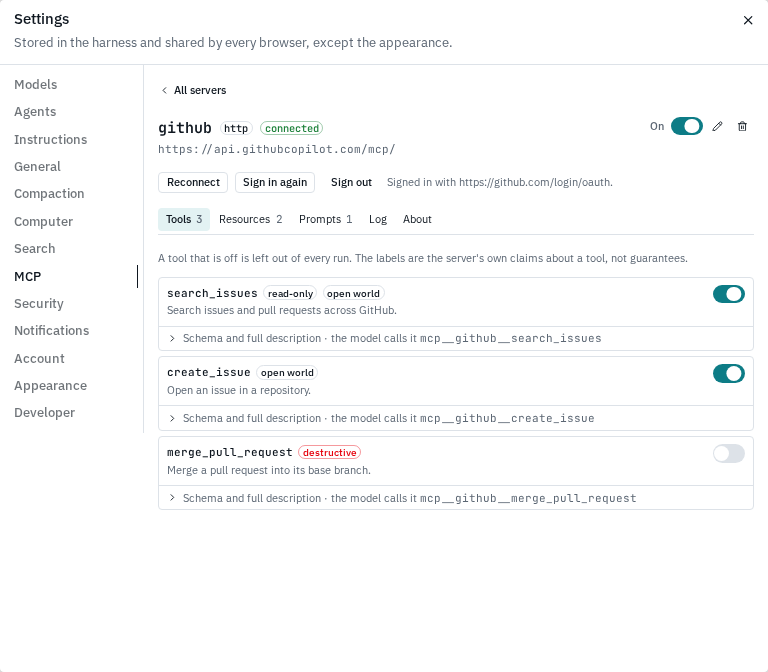 Settings
Stored in the harness and shared by every browser, except the appearance.
Models
Agents
Instructions
General
Compaction
Computer
Search
MCP
Security
Notifications
Account
Appearance
Developer
All servers
github http connected
On
https://api.githubcopilot.com/mcp/
Reconnect Sign in again Sign out Signed in with https://github.com/login/oauth.
Tools 3 Resources 2 Prompts 1 Log About
A tool that is off is left out of every run. The labels are the server's own claims about a tool, not guarantees.
search_issues read-only open world
Search issues and pull requests across GitHub.
Schema and full description · the model calls it mcp__github__search_issues
create_issue open world
Open an issue in a repository.
Schema and full description · the model calls it mcp__github__create_issue
merge_pull_request destructive
Merge a pull request into its base branch.
Schema and full description · the model calls it mcp__github__merge_pull_request